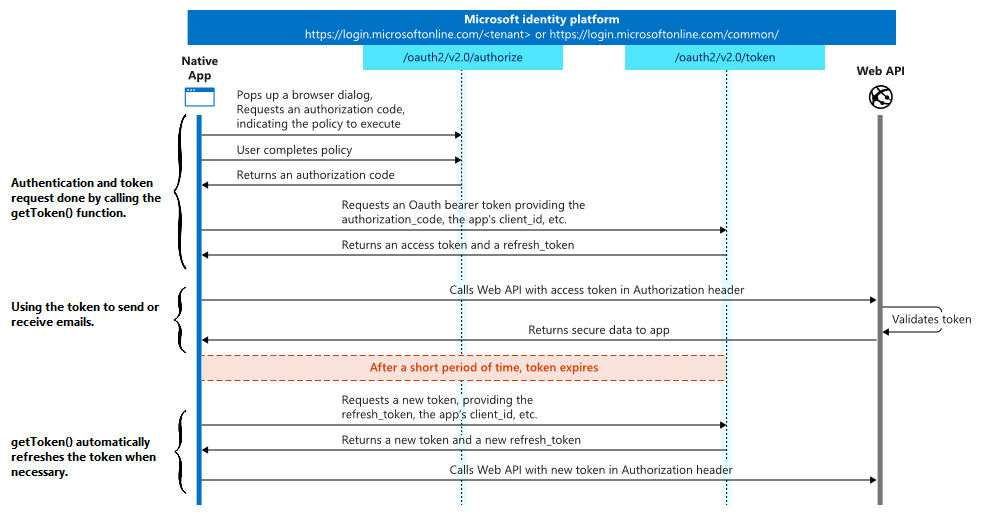 Microsoft identity platform
https://login.microsoftonline.com/<tenant> or https://login.microsoftonline.com/common/
/oauth2/v2.0/authorize
/oauth2/v2.0/token
Native
App
Web API
Pops up a browser dialog,
Requests an authorization code,
indicating the policy to execute
User completes policy
Returns an authorization code
Authentication and token
request done by calling the
getToken() function.
Requests an Oauth bearer token providing the
authorization_code, the app's client_id, etc.
Returns an access token and a refresh_token
Calls Web API with access token in Authorization header
Using the token to send or
receive emails.
Validates token
Returns secure data to app
After a short period of time, token expires
Requests a new token, providing the
refresh_token, the app's client_id, etc.
getToken() automatically
refreshes the token when
necessary.
Returns a new token and a new refresh_token
Calls Web API with new token in Authorization header